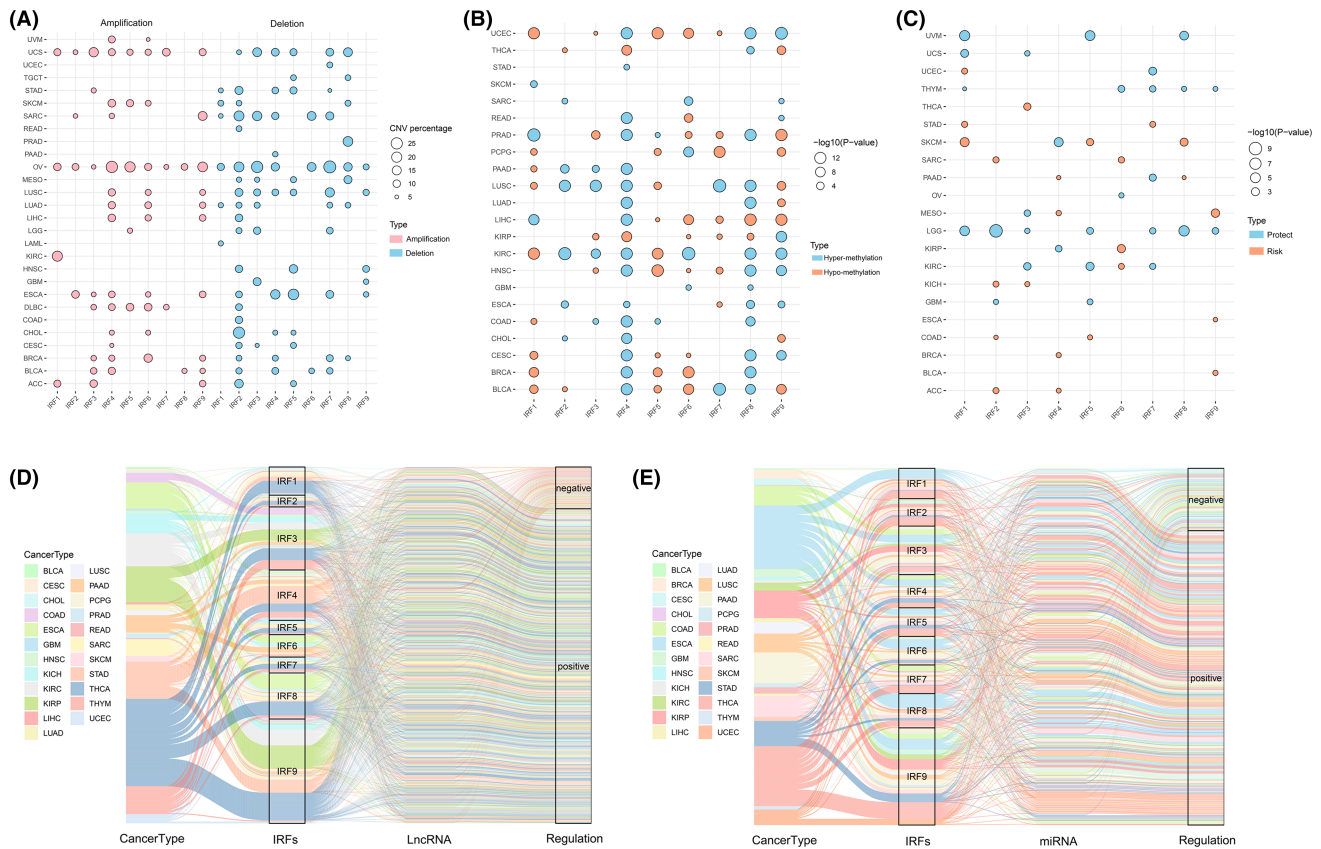 (A)
Amplification
Deletion
UVM
UCS
UCEC
TGCT
STAD
SKCM
SARC
READ
PRAD
PAAD
OV
MESO
LUSC
LUAD
LIHC
LGG
LAML
KIRC
HNSC
GBM
ESCA
DLBC
COAD
CHOL
CESC
BRCA
BLCA
ACC
IRF1 IRF2 IRF3 IRF4 IRF5 IRF6 IRF7 IRF8 IRF9 IRF1 IRF2 IRF3 IRF4 IRF5 IRF6 IRF7 IRF8 IRF9
CNV percentage
25
20
15
10
5
Type
Amplification
Deletion
(B)
UCEC
THCA
STAD
SKCM
SARC
READ
PRAD
PCPG
PAAD
LUSC
LUAD
LIHC
KIRP
KIRC
HNSC
GBM
ESCA
COAD
CHOL
CESC
BRCA
BLCA
IRF1 IRF2 IRF3 IRF4 IRF5 IRF6 IRF7 IRF8 IRF9
-log10(P-value)
12
8
4
Type
Hyper-methylation
Hypo-methylation
(C)
UVM
UCS
UCEC
THYM
THCA
STAD
SKCM
SARC
PAAD
OV
MESO
LGG
KIRP
KIRC
KICH
GBM
ESCA
COAD
BRCA
BLCA
ACC
IRF1 IRF2 IRF3 IRF4 IRF5 IRF6 IRF7 IRF8 IRF9
-log10(P-value)
9
7
5
3
Type
Protect
Risk
(D)
CancerType
BLCA LUSC
CESC PAAD
CHOL PCPG
COAD PRAD
ESCA READ
GBM SARC
HNSC SKCM
KICH STAD
KIRC THCA
KIRP THYM
LIHC UCEC
LUAD
IRF1
IRF2
IRF3
IRF4
IRF5
IRF6
IRF7
IRF8
IRF9
negative
positive
CancerType IRFs LncRNA Regulation
(E)
CancerType
BLCA LUAD
BRCA LUSC
CESC PAAD
CHOL PCPG
COAD PRAD
ESCA READ
GBM SARC
HNSC SKCM
KICH STAD
KIRC THCA
KIRP THYM
LIHC UCEC
IRF1
IRF2
IRF3
IRF4
IRF5
IRF6
IRF7
IRF8
IRF9
negative
positive
CancerType IRFs miRNA Regulation